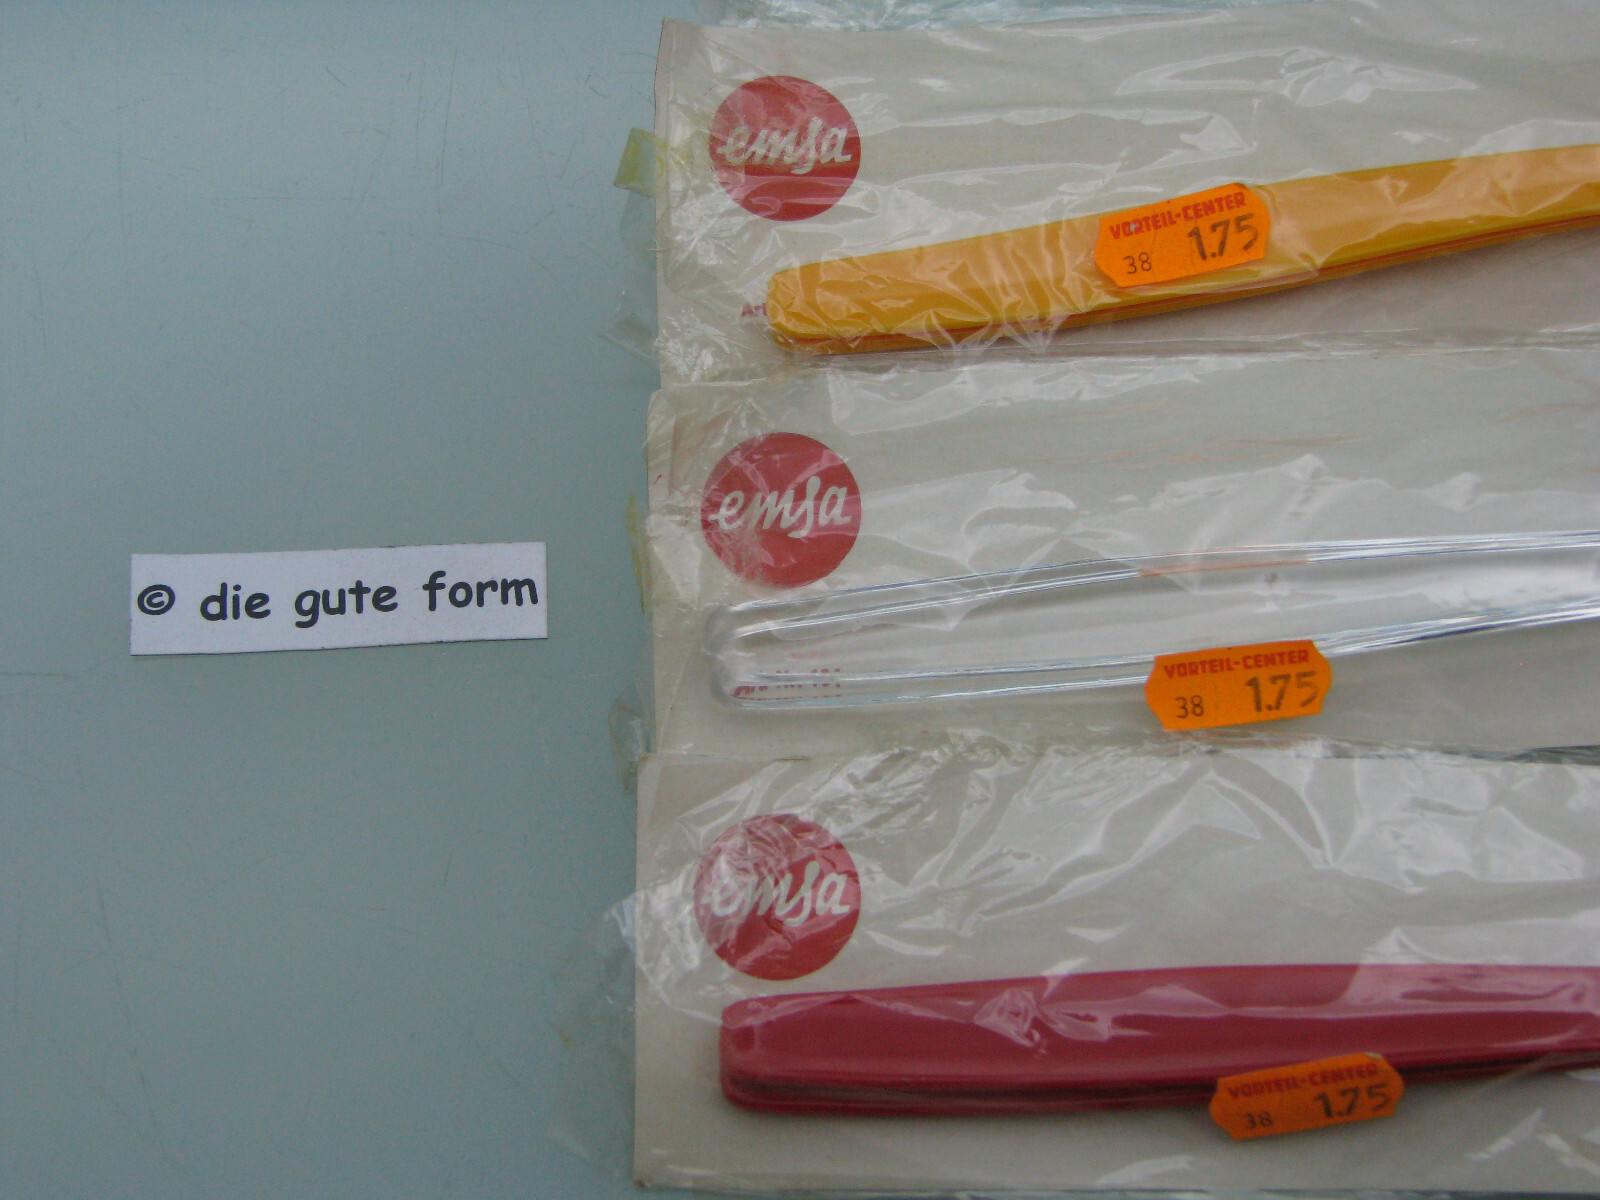 emsa
VORTEIL-CENTER
38 1.75
Art
emsa
© die gute form
VORTEIL-CENTER
38 1.75
emsa
VORTEIL-CENTER
38 1.75